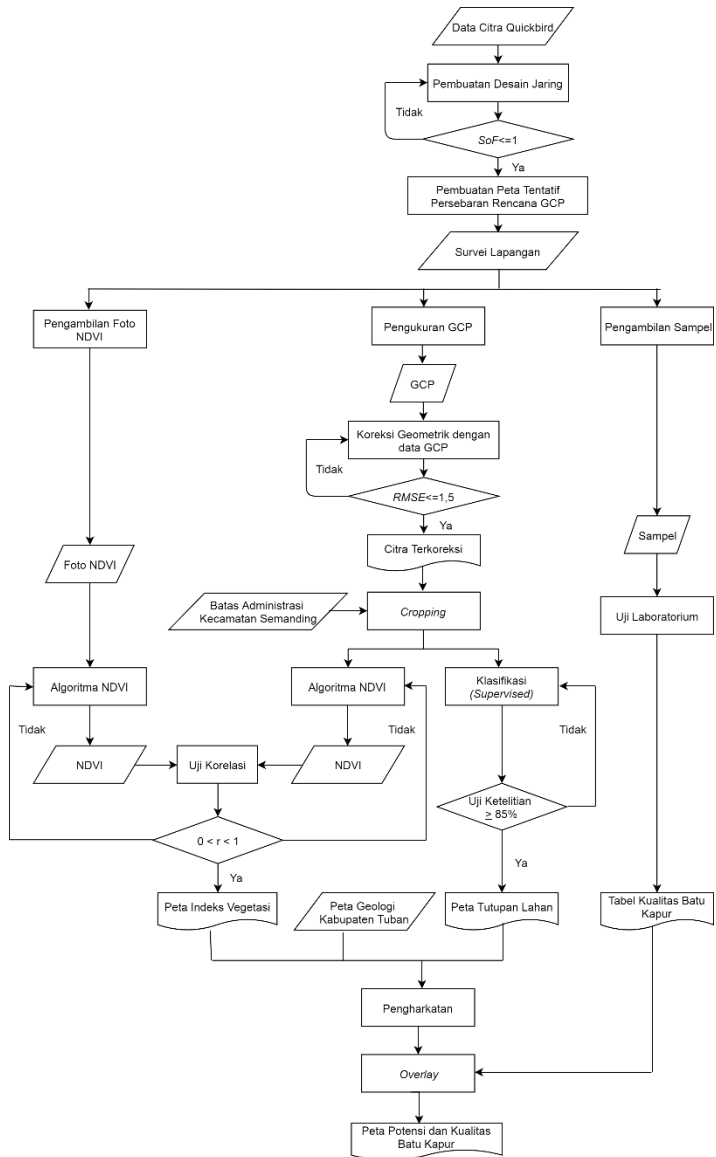 Data Citra Quickbird
Pembuatan Desain Jaring
Tidak
SoF<=1
Ya
Pembuatan Peta Tentatif
Persebaran Rencana GCP
Survei Lapangan
Pengambilan Foto
NDVI
Pengukuran GCP
Pengambilan Sampel
GCP
Koreksi Geometrik dengan
data GCP
Tidak
RMSE<=1,5
Ya
Citra Terkoreksi
Foto NDVI
Sampel
Batas Administrasi
Kecamatan Semanding
Cropping
Uji Laboratorium
Algoritma NDVI
Algoritma NDVI
Klasifikasi
(Supervised)
Tidak
Tidak
Tidak
NDVI
Uji Korelasi
NDVI
Uji Ketelitian
≥ 85%
0 < r < 1
Ya
Ya
Peta Indeks Vegetasi
Peta Geologi
Kabupaten Tuban
Peta Tutupan Lahan
Tabel Kualitas Batu
Kapur
Pengharkatan
Overlay
Peta Potensi dan Kualitas
Batu Kapur